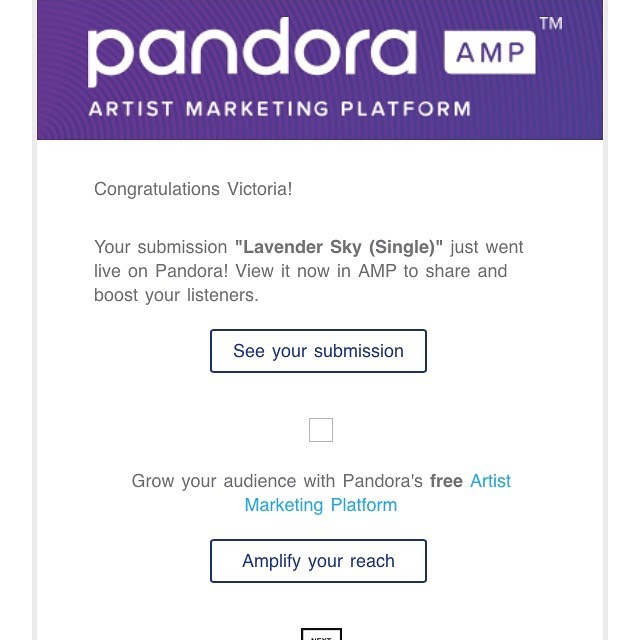 pandora AMP TM
ARTIST MARKETING PLATFORM
Congratulations Victoria!
Your submission "Lavender Sky (Single)" just went
live on Pandora! View it now in AMP to share and
boost your listeners.
See your submission
Grow your audience with Pandora's free Artist
Marketing Platform
Amplify your reach
NEXT